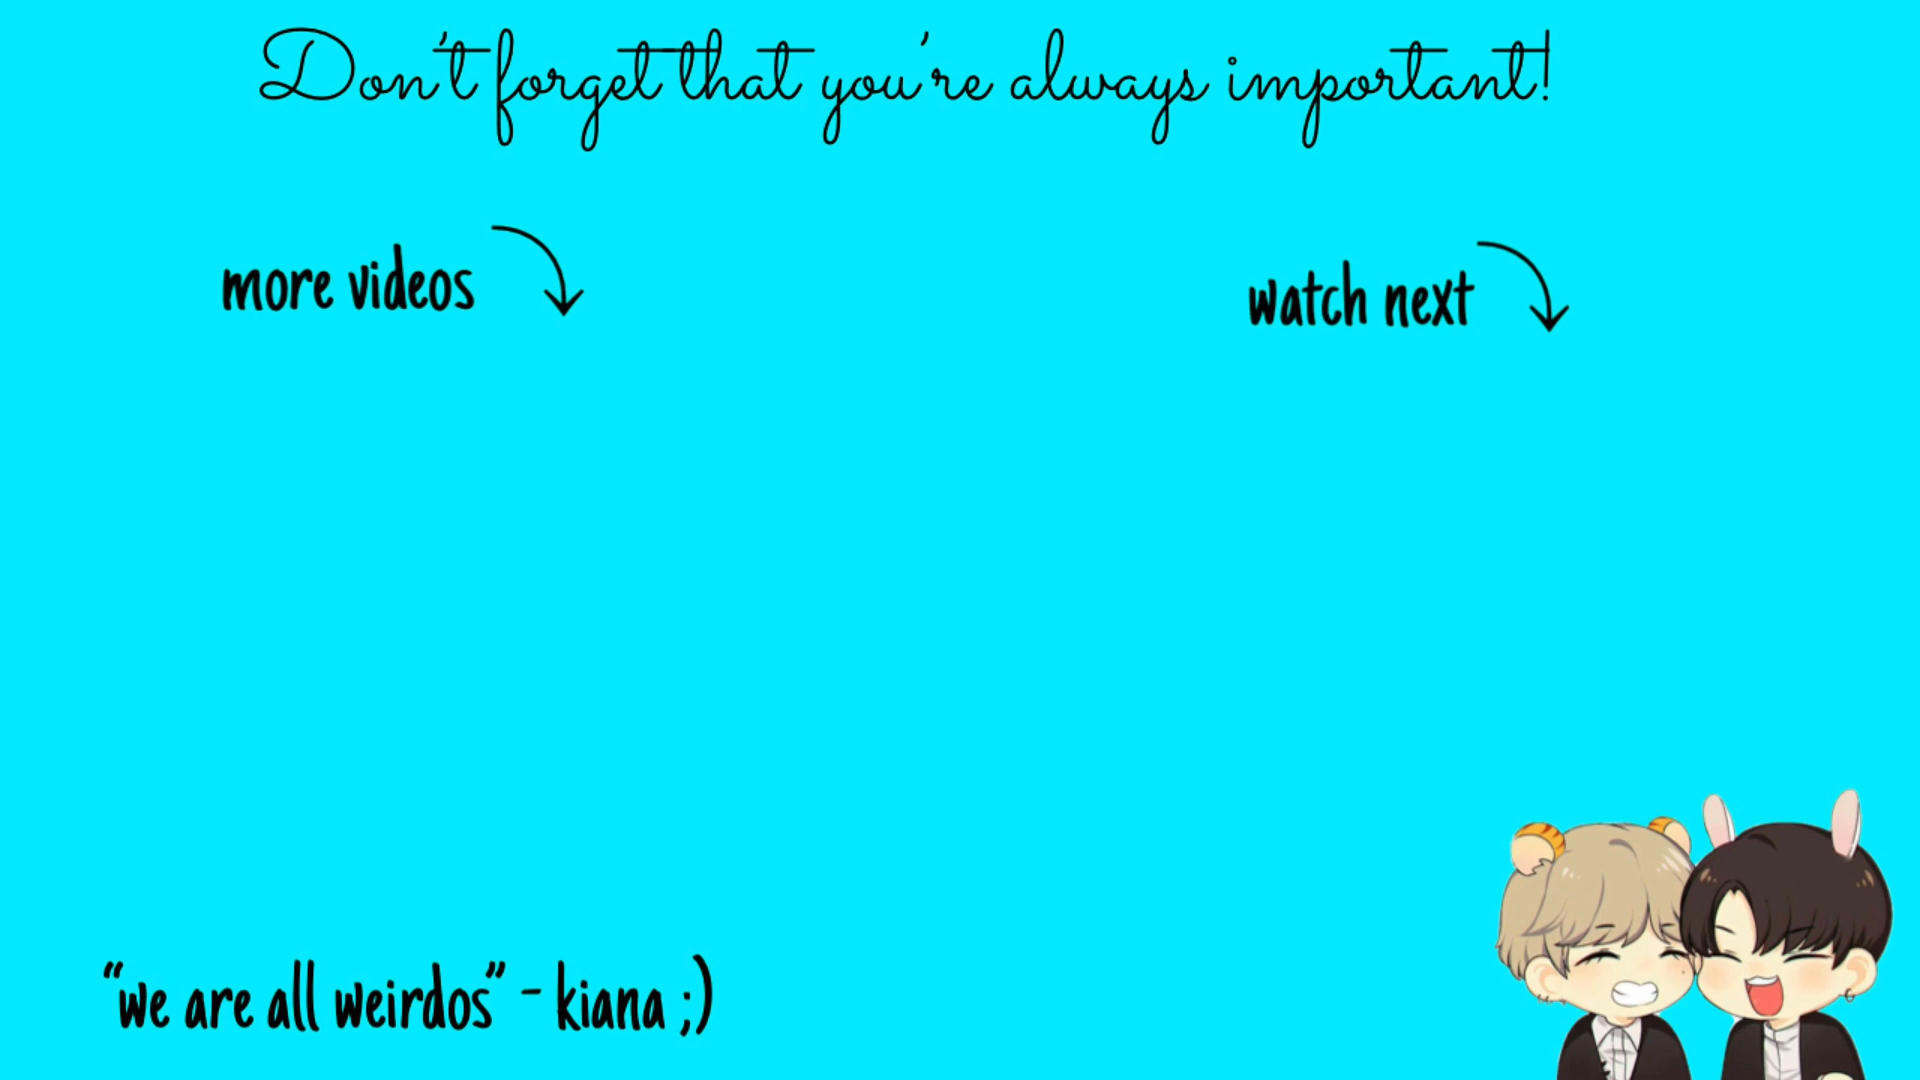 Don't forget that you're always important!
more videos
watch next
“we are all weirdos” - kiana ;)